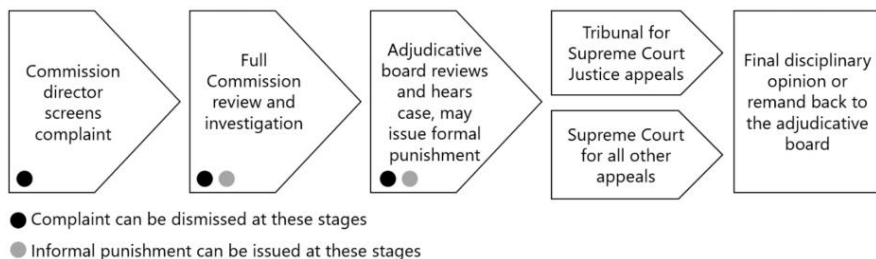 Commission
director
screens
complaint
Full
Commission
review and
investigation
Adjudicative
board reviews
and hears
case, may
issue formal
punishment
Tribunal for
Supreme Court
Justice appeals
Supreme Court
for all other
appeals
Final disciplinary
opinion or
remand back to
the adjudicative
board
Complaint can be dismissed at these stages
Informal punishment can be issued at these stages